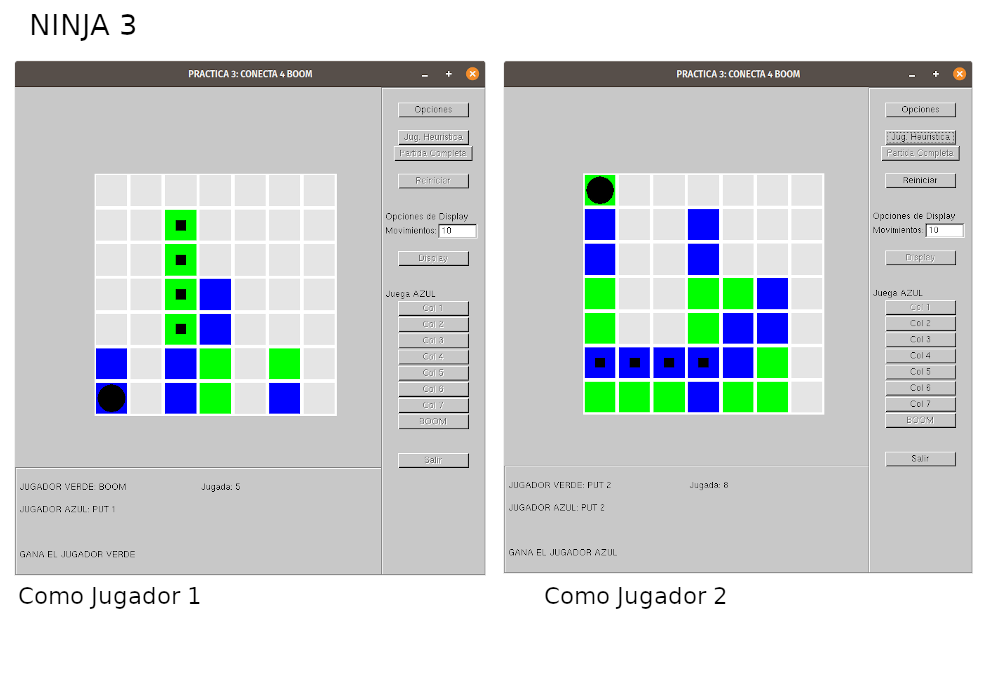 NINJA 3
PRACTICA 3: CONECTA 4 BOOM
Opciones
Jug. Heuristica
Partida Completa
Reiniciar
Opciones de Display
Movimientos: 10
Display
Juega AZUL
Col 1
Col 2
Col 3
Col 4
Col 5
Col 6
Col 7
BOOM
Salir
JUGADOR VERDE: BOOM
Jugada: 5
JUGADOR AZUL: PUT 1
GANA EL JUGADOR VERDE
Como Jugador 1
PRACTICA 3: CONECTA 4 BOOM
Opciones
Jug. Heuristica
Partida Completa
Reiniciar
Opciones de Display
Movimientos: 10
Display
Juega AZUL
Col 1
Col 2
Col 3
Col 4
Col 5
Col 6
Col 7
BOOM
Salir
JUGADOR VERDE: PUT 2
Jugada: 8
JUGADOR AZUL: PUT 2
GANA EL JUGADOR AZUL
Como Jugador 2